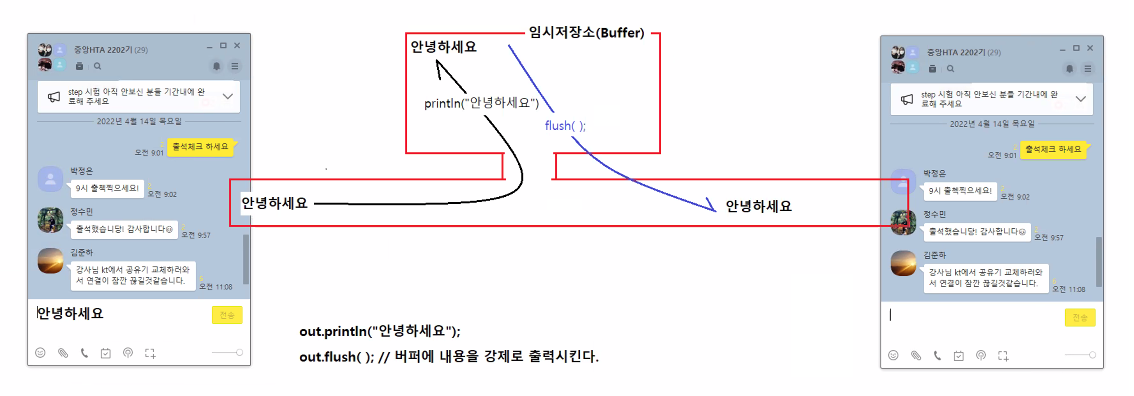 임시저장소(Buffer)
안녕하세요
println("안녕하세요")
flush( );
안녕하세요
안녕하세요
중앙HTA 2202기 (29)
step 시험 아직 안보신 분들 기간내에 완
료해 주세요
2022년 4월 14일 목요일
오전 9:01
출석체크 하세요
박정은
9시 출첵찍으세요!
오전 9:02
정수민
출석했습니당! 감사합니다@
오전 9:57
김준하
강사님 kt에서 공유기 교체하러와
서 연결이 잠깐 끊길것같습니다.
오전 11:08
안녕하세요
전송
중앙HTA 2202기 (29)
step 시험 아직 안보신 분들 기간내에 완
료해 주세요
2022년 4월 14일 목요일
오전 9:01
출석체크 하세요
박정은
9시 출첵찍으세요!
오전 9:02
정수민
출석했습니당! 감사합니다@
오전 9:57
김준하
강사님 kt에서 공유기 교체하러와
서 연결이 잠깐 끊길것같습니다.
오전 11:08
전송
out.println("안녕하세요");
out.flush( ); // 버퍼에 내용을 강제로 출력시킨다.